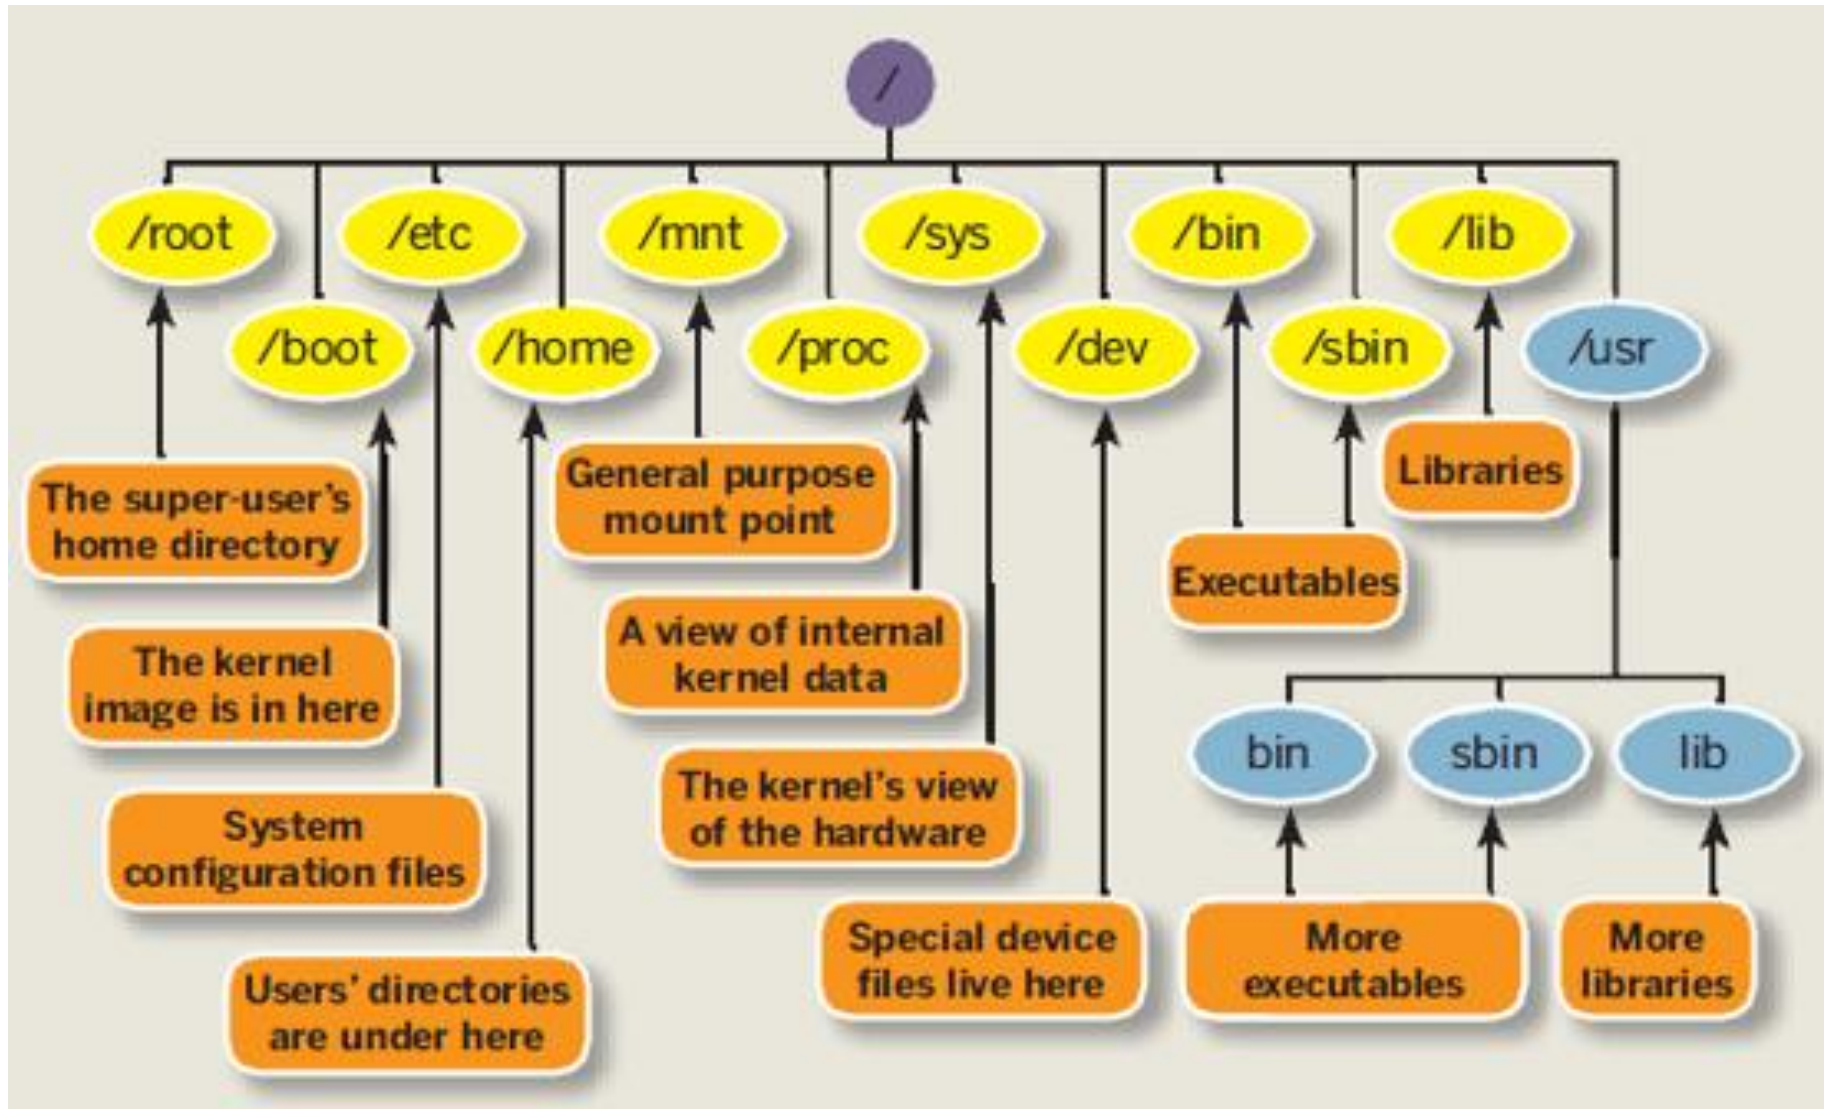 /
/root
/etc
/mnt
/sys
/bin
/lib
/boot
/home
/proc
/dev
/sbin
/usr
The super-user's
home directory
General purpose
mount point
Libraries
Executables
The kernel
image is in here
A view of internal
kernel data
System
configuration files
The kernel's view
of the hardware
bin
sbin
lib
Users' directories
are under here
Special device
files live here
More
executables
More
libraries